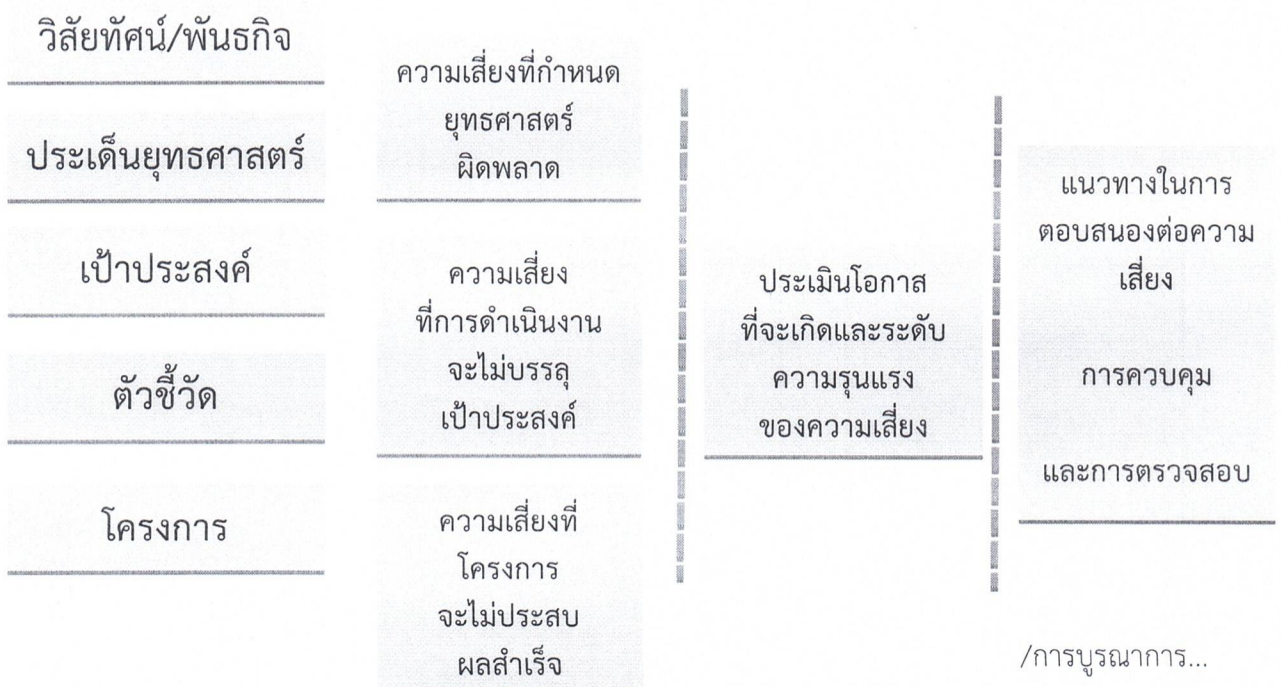 วิสัยทัศน์/พันธกิจ
ประเด็นยุทธศาสตร์
เป้าประสงค์
ตัวชี้วัด
โครงการ
ความเสี่ยงที่กำหนด
ยุทธศาสตร์
ผิดพลาด
ความเสี่ยง
ที่การดำเนินงาน
จะไม่บรรลุ
เป้าประสงค์
ความเสี่ยงที่
โครงการ
จะไม่ประสบ
ผลสำเร็จ
ประเมินโอกาส
ที่จะเกิดและระดับ
ความรุนแรง
ของความเสี่ยง
แนวทางในการ
ตอบสนองต่อความ
เสี่ยง
การควบคุม
และการตรวจสอบ
/การบูรณาการ...